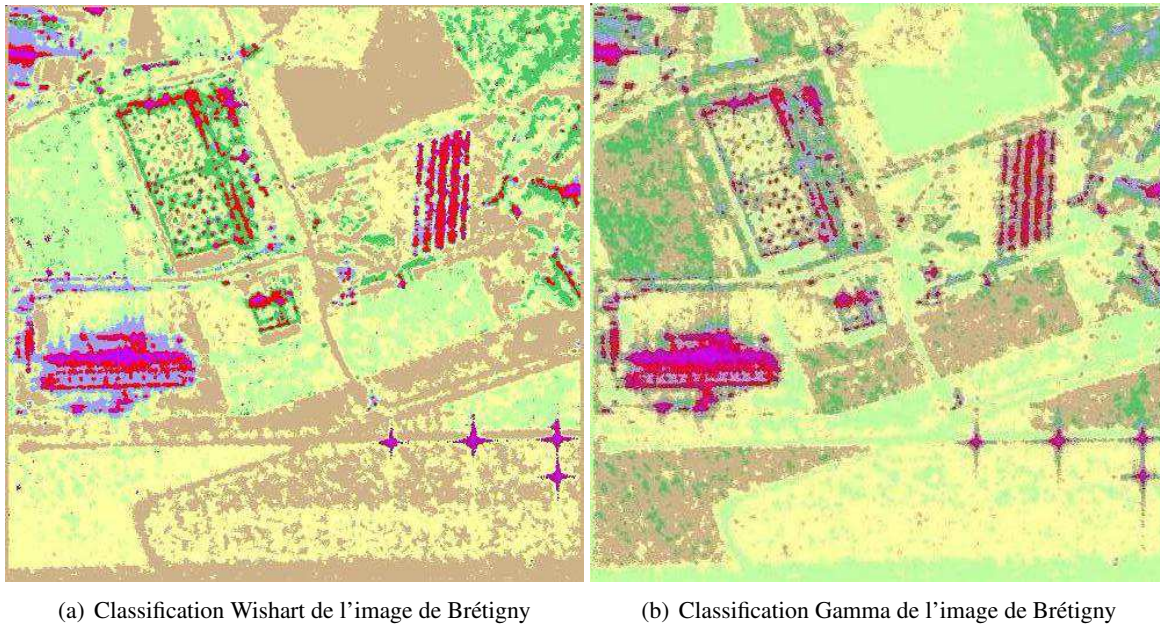 (a) Classification Wishart de l'image de Brétigny
(b) Classification Gamma de l'image de Brétigny